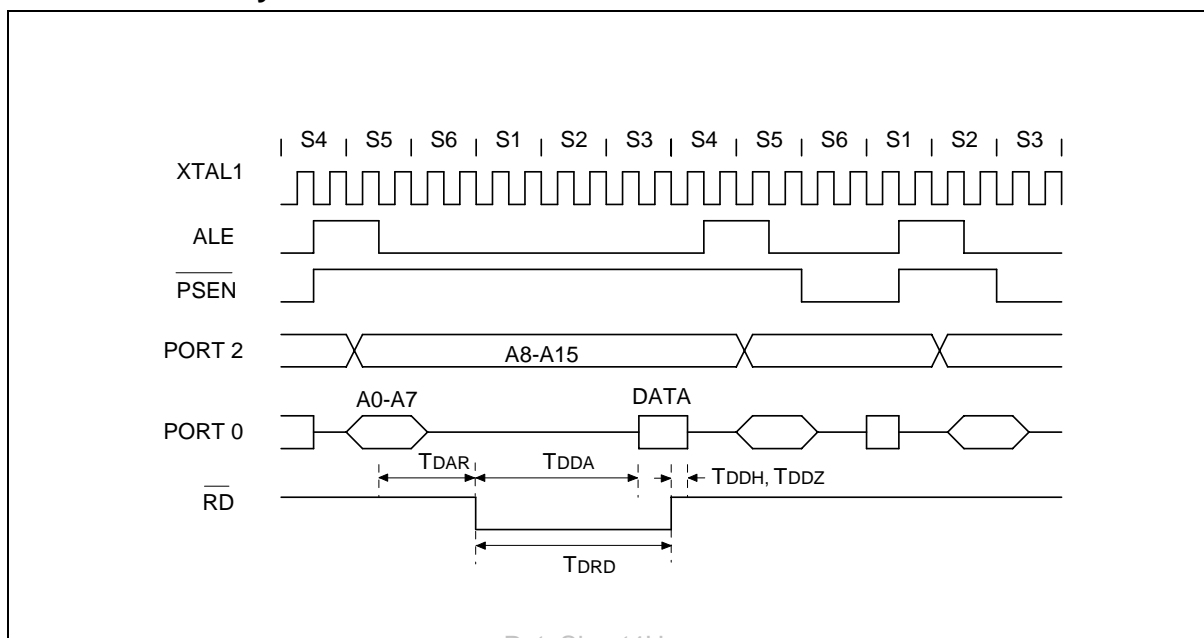 S4 S5 S6 S1 S2 S3 S4 S5 S6 S1 S2 S3
XTAL1
ALE
PSEN
PORT 2
A8-A15
A0-A7
DATA
PORT 0
TDAR
TDDA
TDDH, TDDZ
RD
TDRD